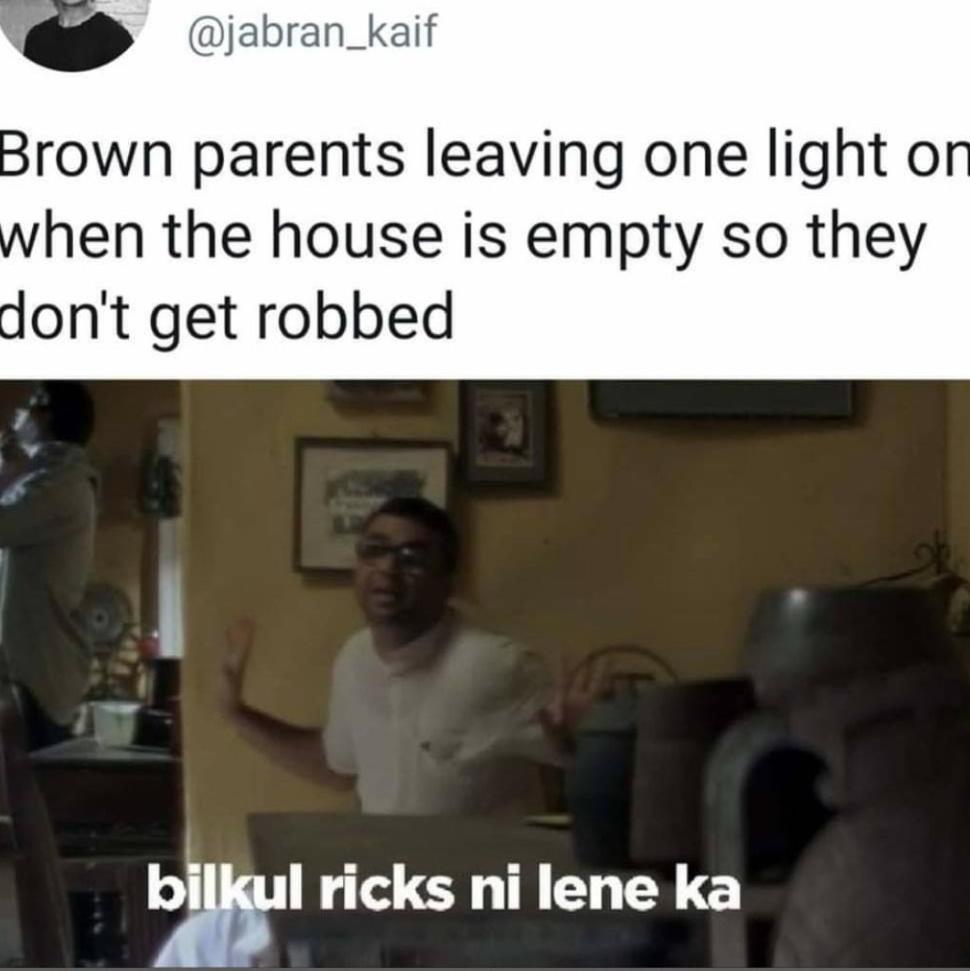 @jabran_kaif
Brown parents leaving one light on
when the house is empty so they
don't get robbed
bilkul ricks ni lene ka